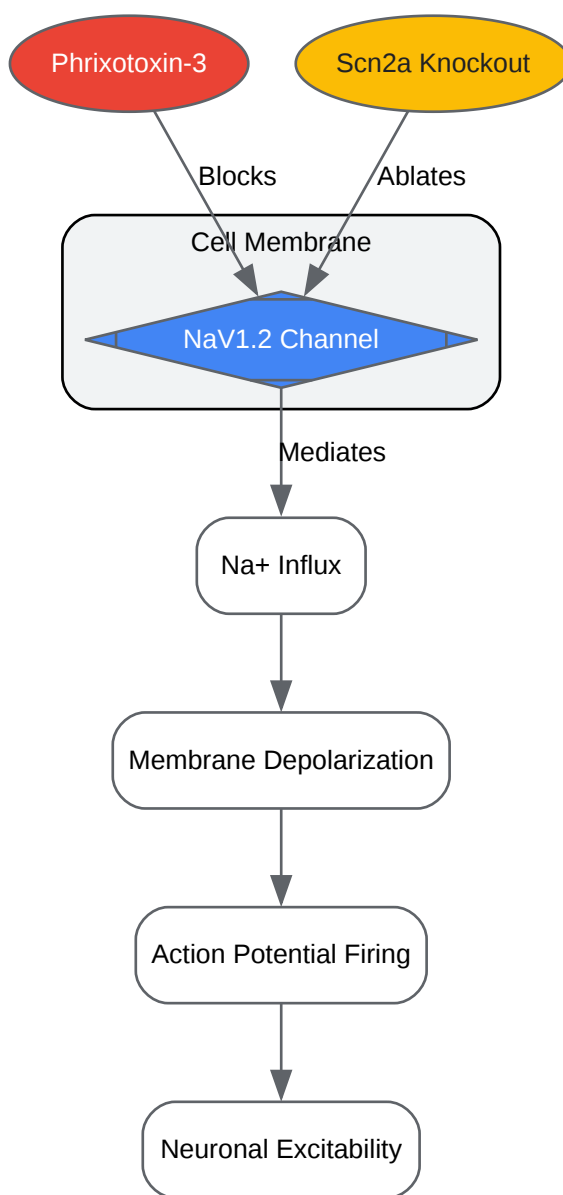 Phrixotoxin-3
Scn2a Knockout
Blocks
Ablates
Cell Membrane
NaV1.2 Channel
Mediates
Na+ Influx
Membrane Depolarization
Action Potential Firing
Neuronal Excitability